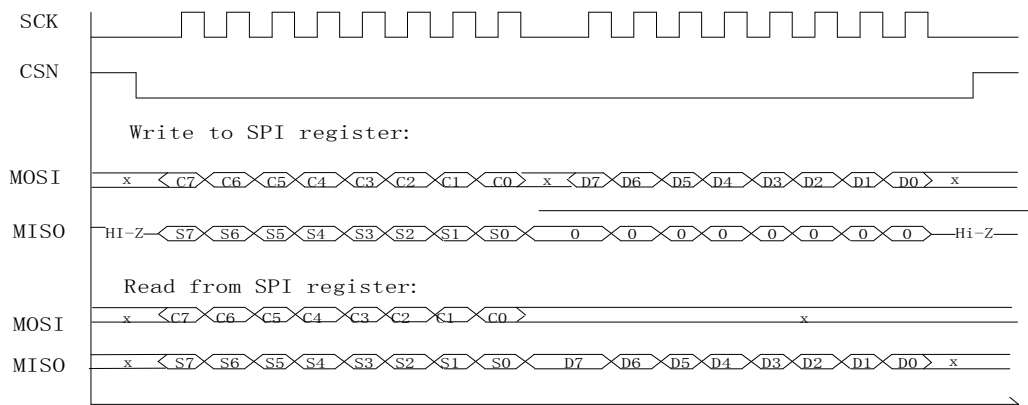 SCK
CSN
Write to SPI register:
MOSI x C7 C6 C5 C4 C3 C2 C1 C0 x D7 D6 D5 D4 D3 D2 D1 D0 x
MISO HI-Z S7 S6 S5 S4 S3 S2 S1 S0 0 0 0 0 0 0 0 0 Hi-Z
Read from SPI register:
MOSI x C7 C6 C5 C4 C3 C2 C1 C0 x
MISO x S7 S6 S5 S4 S3 S2 S1 S0 D7 D6 D5 D4 D3 D2 D1 D0 x